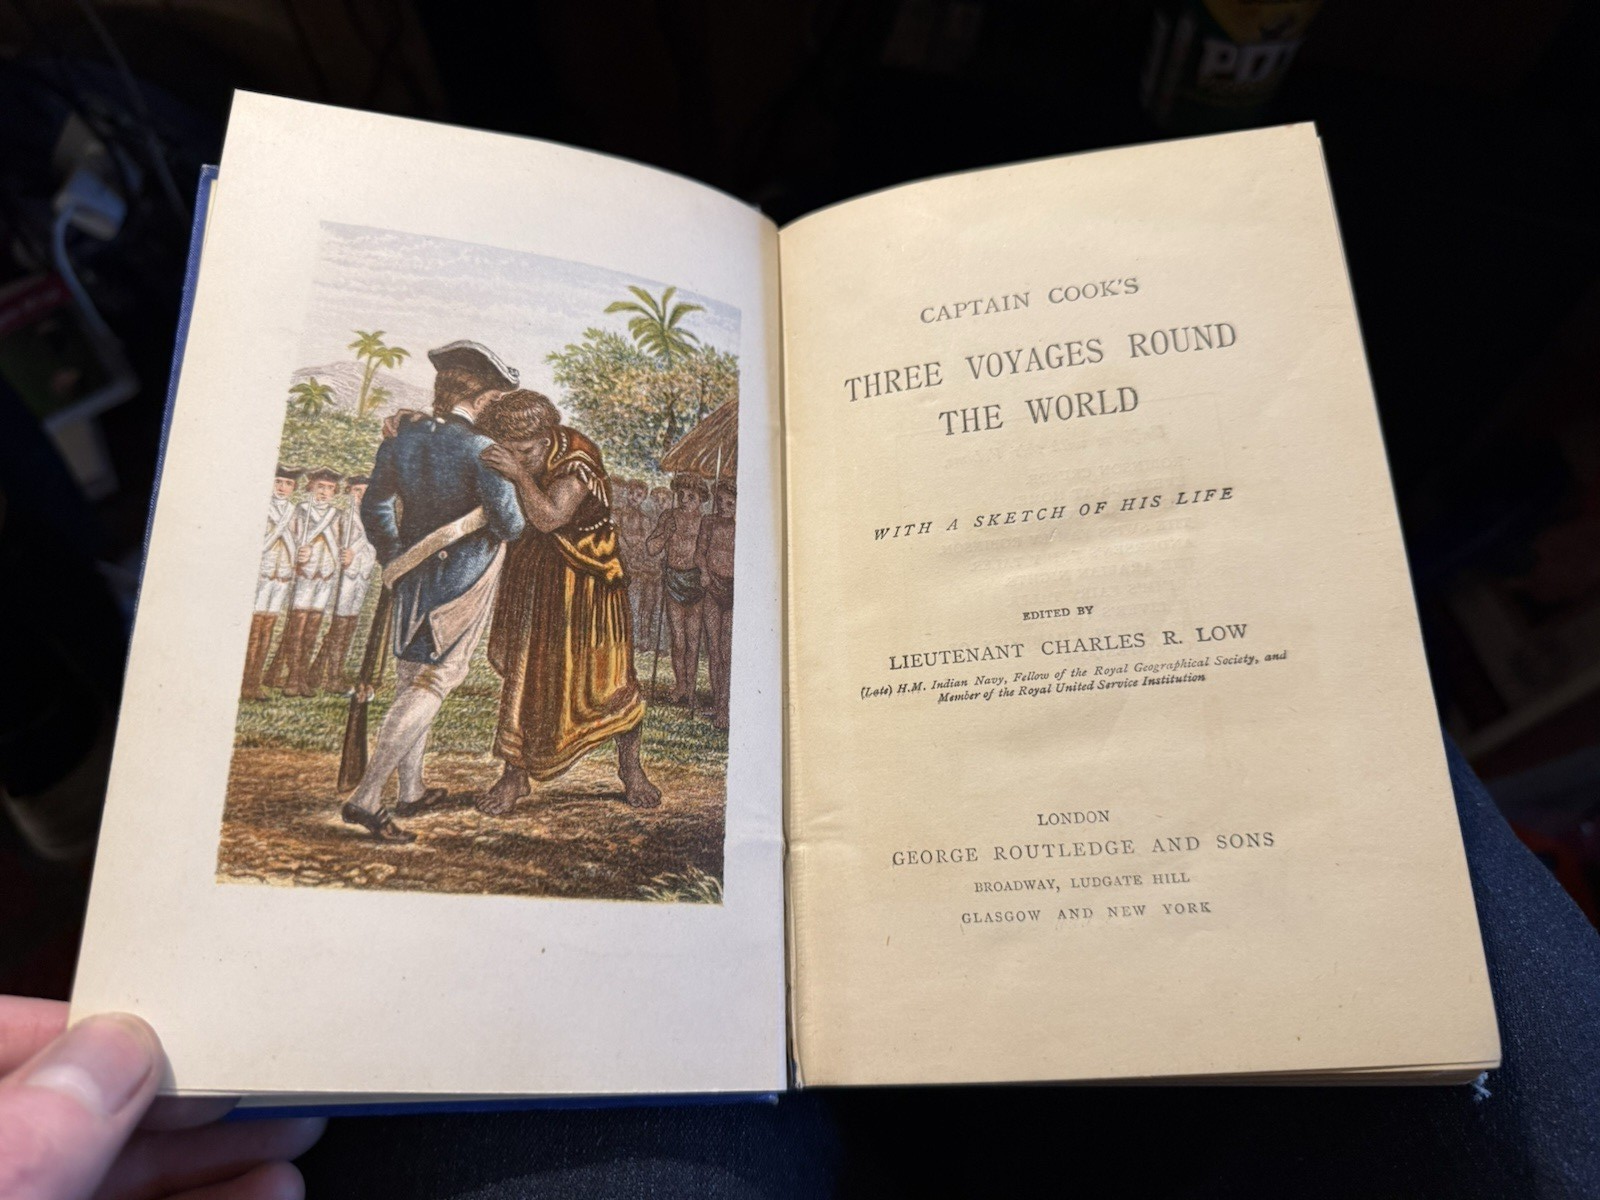 CAPTAIN COOK'S
THREE VOYAGES ROUND
THE WORLD
WITH A SKETCH OF HIS LIFE
EDITED BY
LIEUTENANT CHARLES R. LOW
(Late) H.M. Indian Navy, Fellow of the Royal Geographical Society, and
Member of the Royal United Service Institution
LONDON
GEORGE ROUTLEDGE AND SONS
BROADWAY, LUDGATE HILL
GLASGOW AND NEW YORK